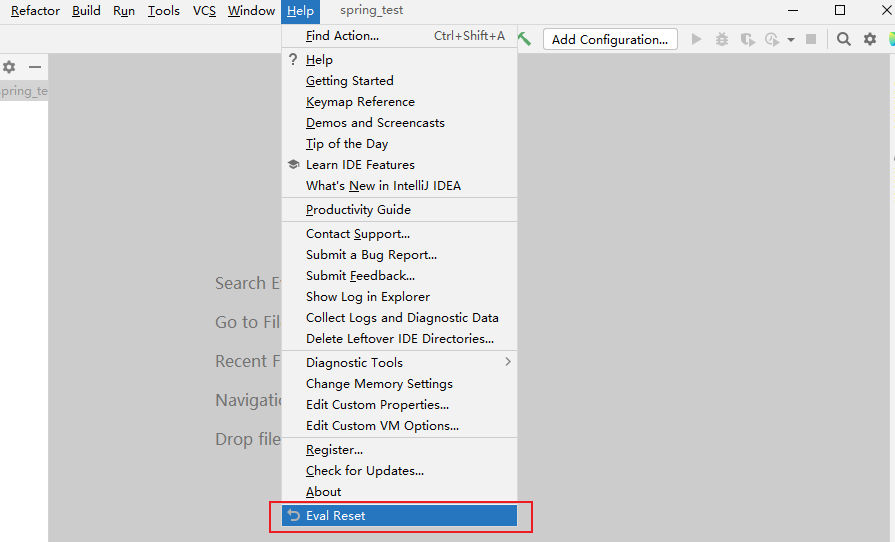 Refactor Build Run Tools VCS Window Help spring_test
Find Action... Ctrl+Shift+A
Add Configuration...
? Help
Getting Started
spring_te
Keymap Reference
Demos and Screencasts
Tip of the Day
Learn IDE Features
What's New in IntelliJ IDEA
Productivity Guide
Contact Support...
Submit a Bug Report...
Submit Feedback...
Show Log in Explorer
Collect Logs and Diagnostic Data
Delete Leftover IDE Directories...
Diagnostic Tools
Change Memory Settings
Edit Custom Properties...
Edit Custom VM Options...
Register...
Check for Updates...
About
Eval Reset
Search E
Go to Fil
Recent F
Navigatio
Drop file